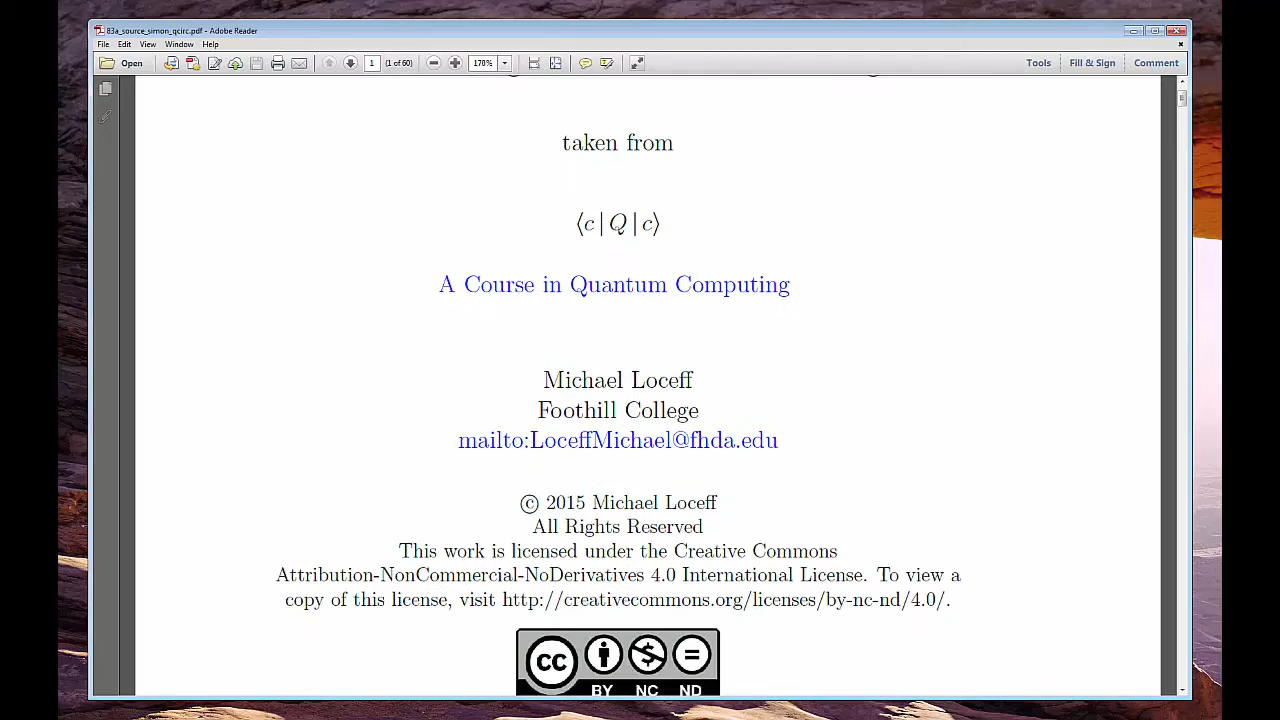 83a_source_simon_qcirc.pdf - Adobe Reader
File Edit View Window Help
Open 1 (1 of 60) 170% Tools Fill & Sign Comment
taken from
⟨c | Q | c⟩
A Course in Quantum Computing
Michael Loceff
Foothill College
mailto:LoceffMichael@fhda.edu
© 2015 Michael Loceff
All Rights Reserved
This work is licensed under the Creative Commons
Attribution-NonCommercial-NoDerivatives 4.0 International License. To view a
copy of this license, visit http://creativecommons.org/licenses/by-nc-nd/4.0/.
cc
BY NC ND